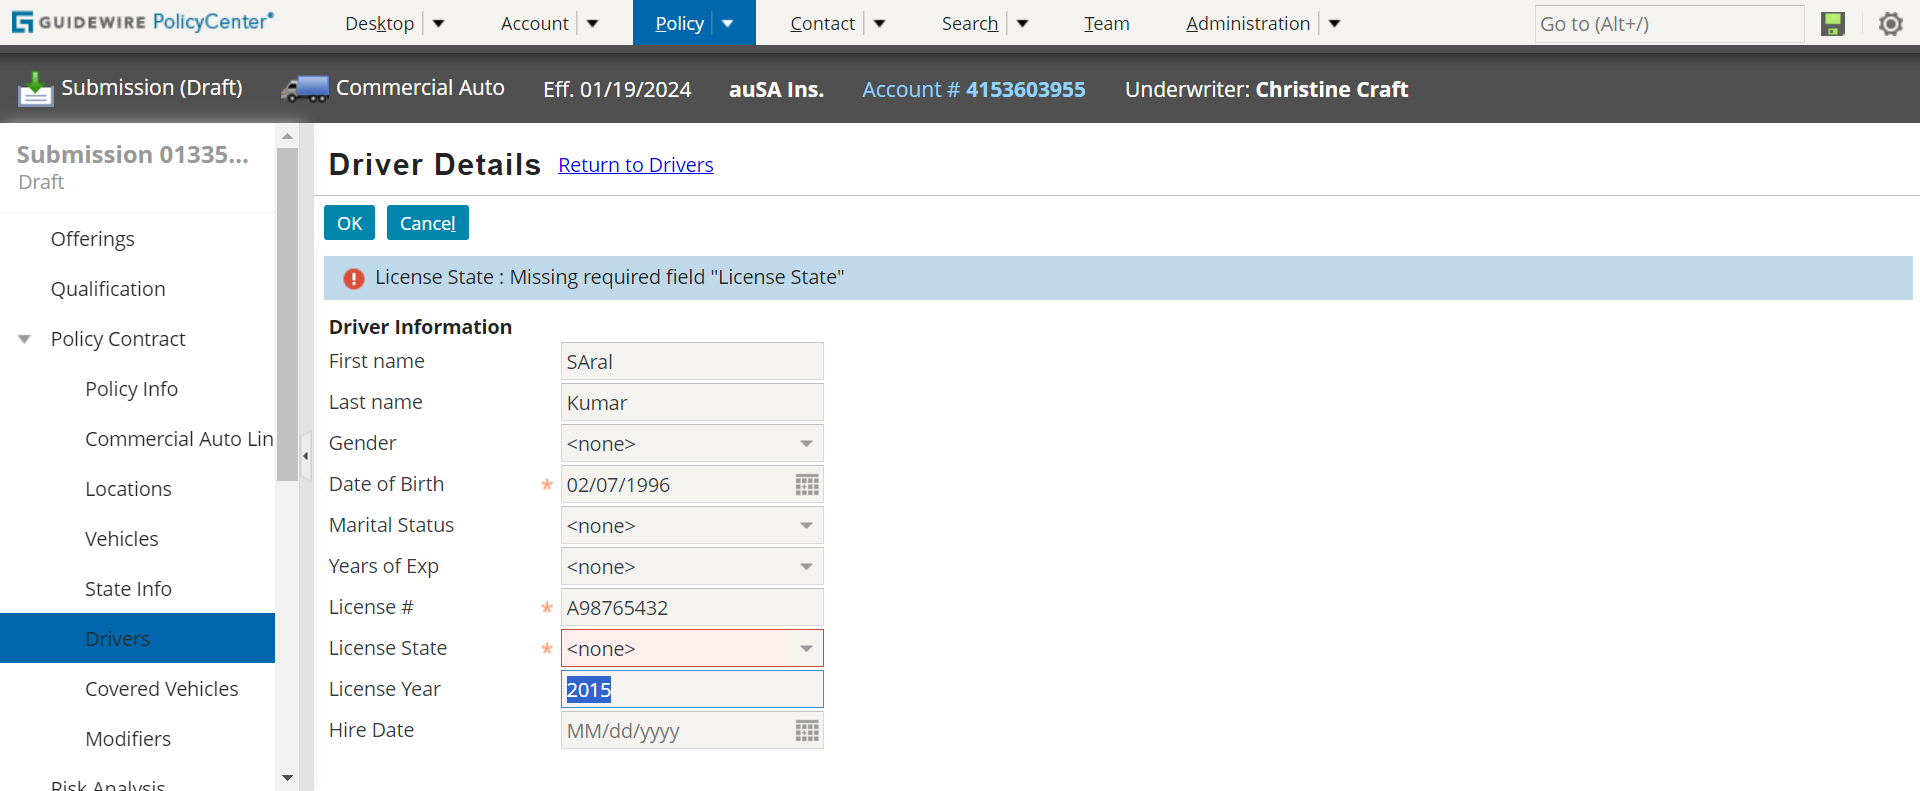 GUIDEWIRE PolicyCenter®
Desktop
Account
Policy
Contact
Search
Team
Administration
Go to (Alt+/)
Submission (Draft)
Commercial Auto
Eff. 01/19/2024
auSA Ins.
Account # 4153603955
Underwriter: Christine Craft
Submission 01335...
Draft
Offerings
Qualification
Policy Contract
Policy Info
Commercial Auto Lin
Locations
Vehicles
State Info
Drivers
Covered Vehicles
Modifiers
Risk Analysis
Driver Details
Return to Drivers
OK
Cancel
License State : Missing required field "License State"
Driver Information
First name
SAral
Last name
Kumar
Gender
<none>
Date of Birth
* 02/07/1996
Marital Status
<none>
Years of Exp
<none>
License #
* A98765432
License State
* <none>
License Year
2015
Hire Date
MM/dd/yyyy